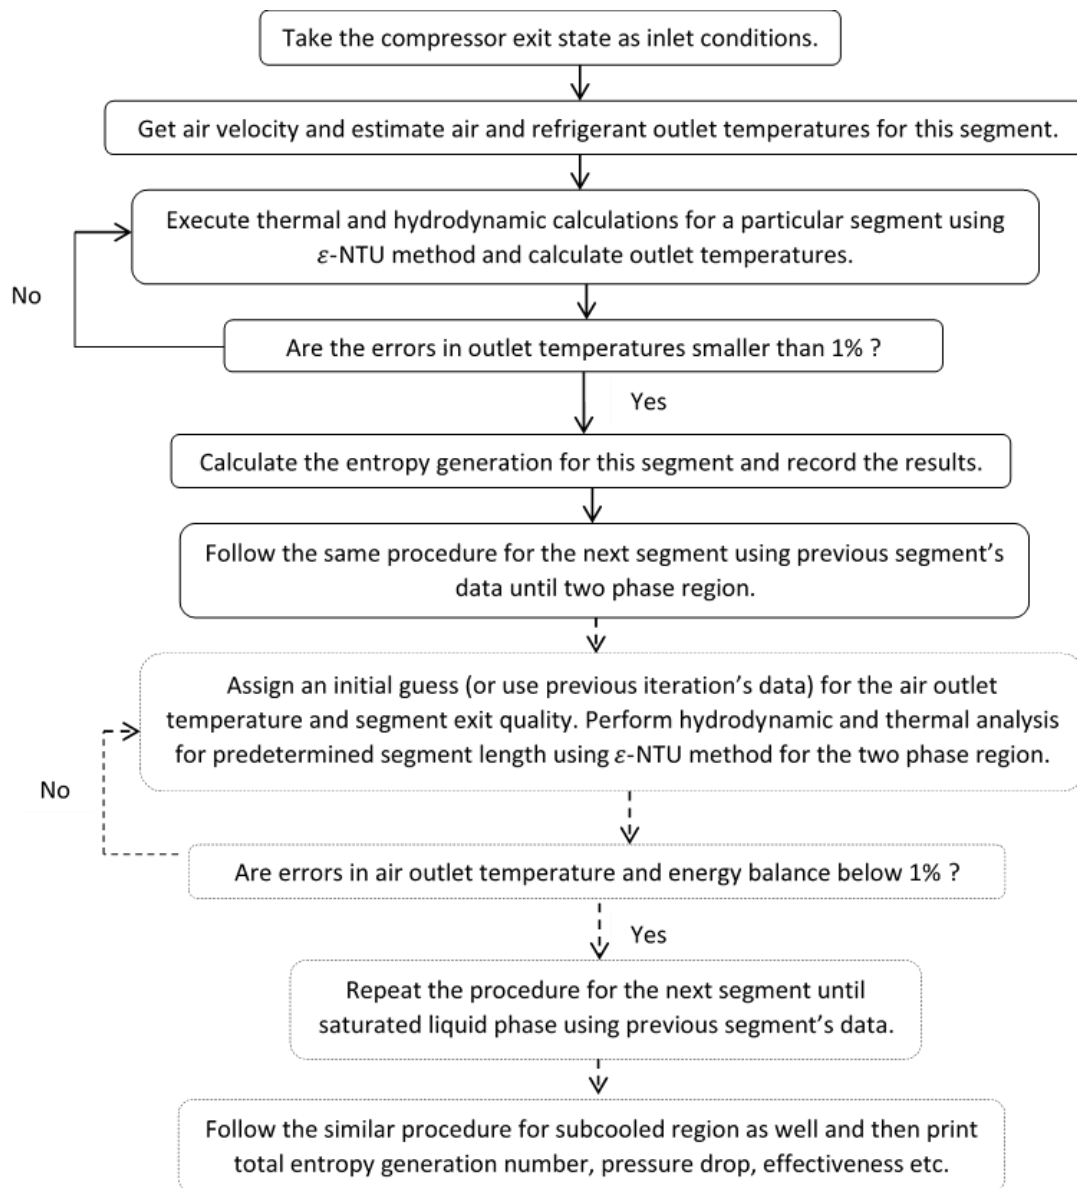 Take the compressor exit state as inlet conditions.
Get air velocity and estimate air and refrigerant outlet temperatures for this segment.
Execute thermal and hydrodynamic calculations for a particular segment using
ε-NTU method and calculate outlet temperatures.
No
Are the errors in outlet temperatures smaller than 1% ?
Yes
Calculate the entropy generation for this segment and record the results.
Follow the same procedure for the next segment using previous segment’s
data until two phase region.
Assign an initial guess (or use previous iteration’s data) for the air outlet
temperature and segment exit quality. Perform hydrodynamic and thermal analysis
for predetermined segment length using ε-NTU method for the two phase region.
No
Are errors in air outlet temperature and energy balance below 1% ?
Yes
Repeat the procedure for the next segment until
saturated liquid phase using previous segment’s data.
Follow the similar procedure for subcooled region as well and then print
total entropy generation number, pressure drop, effectiveness etc.